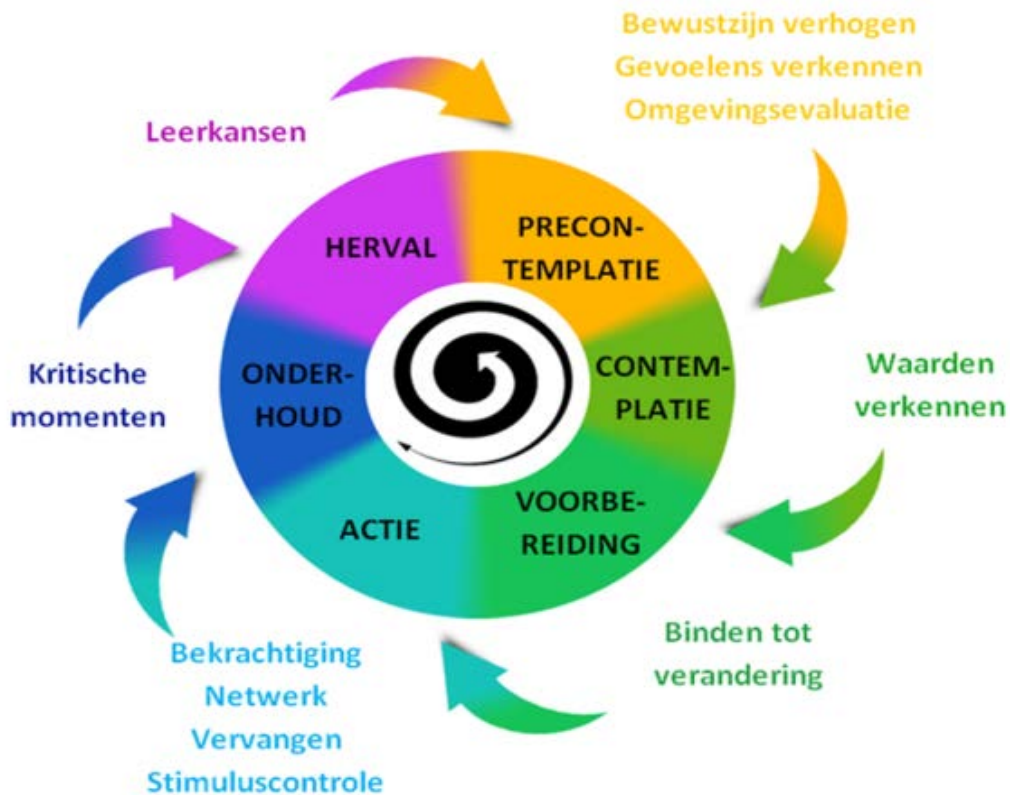 Bewustzijn verhogen
Gevoelens verkennen
Omgevingsevaluatie
Leerkansen
HERVAL
PRECON-
TEMPLATIE
Kritische
momenten
ONDER-
HOUD
CONTEM-
PLATIE
Waarden
verkennen
ACTIE
VOORBE-
REIDING
Binden tot
verandering
Bekrachtiging
Netwerk
Vervangen
Stimuluscontrole